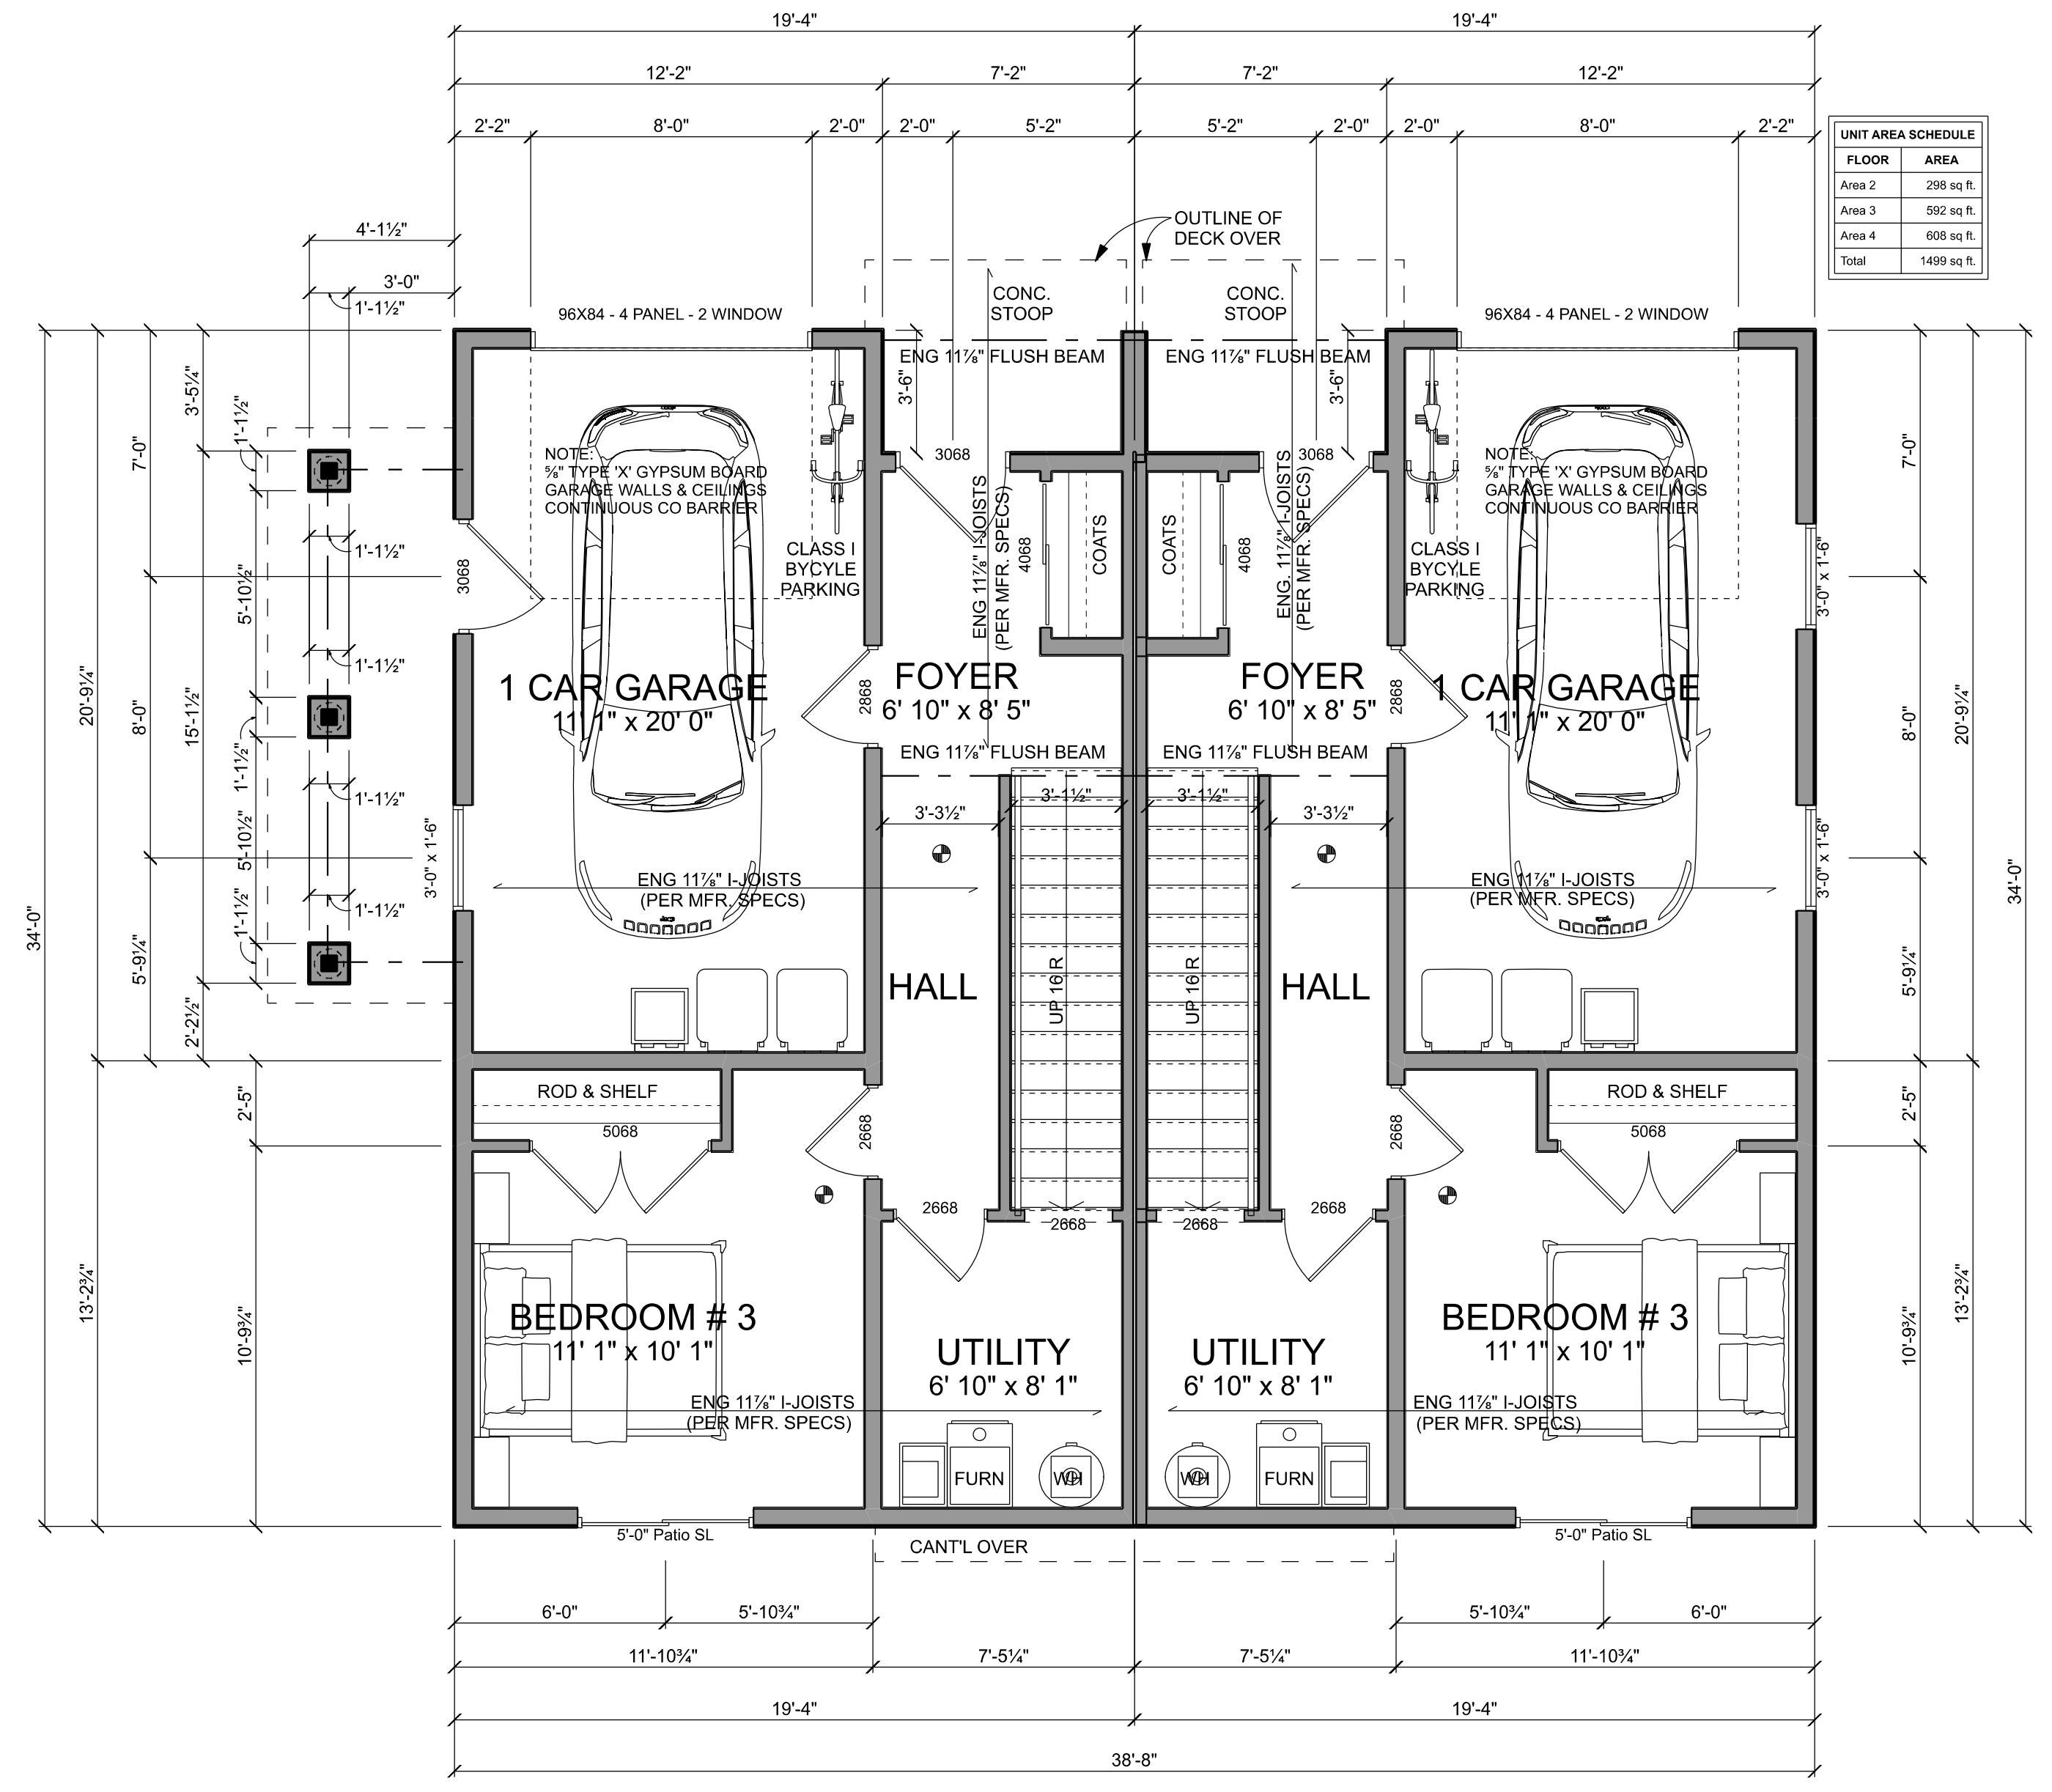 19'-4"
19'-4"
12'-2"
7'-2"
7'-2"
12'-2"
2'-2"
8'-0"
2'-0"
2'-0"
5'-2"
5'-2"
2'-0"
2'-0"
8'-0"
2'-2"
UNIT AREA SCHEDULE
FLOOR AREA
Area 2 298 sq ft.
Area 3 592 sq ft.
Area 4 608 sq ft.
Total 1499 sq ft.
OUTLINE OF
DECK OVER
4'-1½"
3'-0"
1'-1½"
96X84 - 4 PANEL - 2 WINDOW
CONC.
STOOP
CONC.
STOOP
96X84 - 4 PANEL - 2 WINDOW
ENG 11⅞" FLUSH BEAM
ENG 11⅞" FLUSH BEAM
3'-6"
3'-6"
3'-5¼"
1'-11½"
7'-0"
7'-0"
NOTE:
⅝" TYPE 'X' GYPSUM BOARD
GARAGE WALLS & CEILINGS
CONTINUOUS CO BARRIER
3068
3068
NOTE:
⅝" TYPE 'X' GYPSUM BOARD
GARAGE WALLS & CEILINGS
CONTINUOUS CO BARRIER
ENG 11⅞" I-JOISTS
(PER MFR. SPECS)
4068
COATS
COATS
4068
ENG. 11⅞" I-JOISTS
(PER MFR. SPECS)
CLASS I
BYCYLE
PARKING
CLASS I
BYCYLE
PARKING
3068
3'-0" x 1'-6"
1'-1½"
5'-10½"
1'-1½"
1 CAR GARAGE
11' 1" x 20' 0"
2868
FOYER
6' 10" x 8' 5"
FOYER
6' 10" x 8' 5"
2868
1 CAR GARAGE
11' 1" x 20' 0"
20'-9¼"
8'-0"
15'-1½"
1'-1½"
1'-1½"
8'-0"
20'-9¼"
ENG 11⅞" FLUSH BEAM
ENG 11⅞" FLUSH BEAM
3'-1½"
3'-1½"
3'-3½"
3'-3½"
5'-10½"
3'-0" x 1'-6"
3'-0" x 1'-6"
ENG 11⅞" I-JOISTS
(PER MFR. SPECS)
ENG 11⅞" I-JOISTS
(PER MFR. SPECS)
34'-0"
34'-0"
1'-1½"
1'-1½"
5'-9¼"
2'-2½"
5'-9¼"
HALL
UP 16 R
UP 16 R
HALL
2'-5"
ROD & SHELF
5068
2668
2668
ROD & SHELF
5068
2'-5"
2668
2668
2668
2668
13'-2¾"
10'-9¾"
BEDROOM # 3
11' 1" x 10' 1"
UTILITY
6' 10" x 8' 1"
UTILITY
6' 10" x 8' 1"
BEDROOM # 3
11' 1" x 10' 1"
10'-9¾"
13'-2¾"
ENG 11⅞" I-JOISTS
(PER MFR. SPECS)
ENG 11⅞" I-JOISTS
(PER MFR. SPECS)
FURN
WH
WH
FURN
5'-0" Patio SL
CANT'L OVER
5'-0" Patio SL
6'-0"
5'-10¾"
5'-10¾"
6'-0"
11'-10¾"
7'-5¼"
7'-5¼"
11'-10¾"
19'-4"
19'-4"
38'-8"